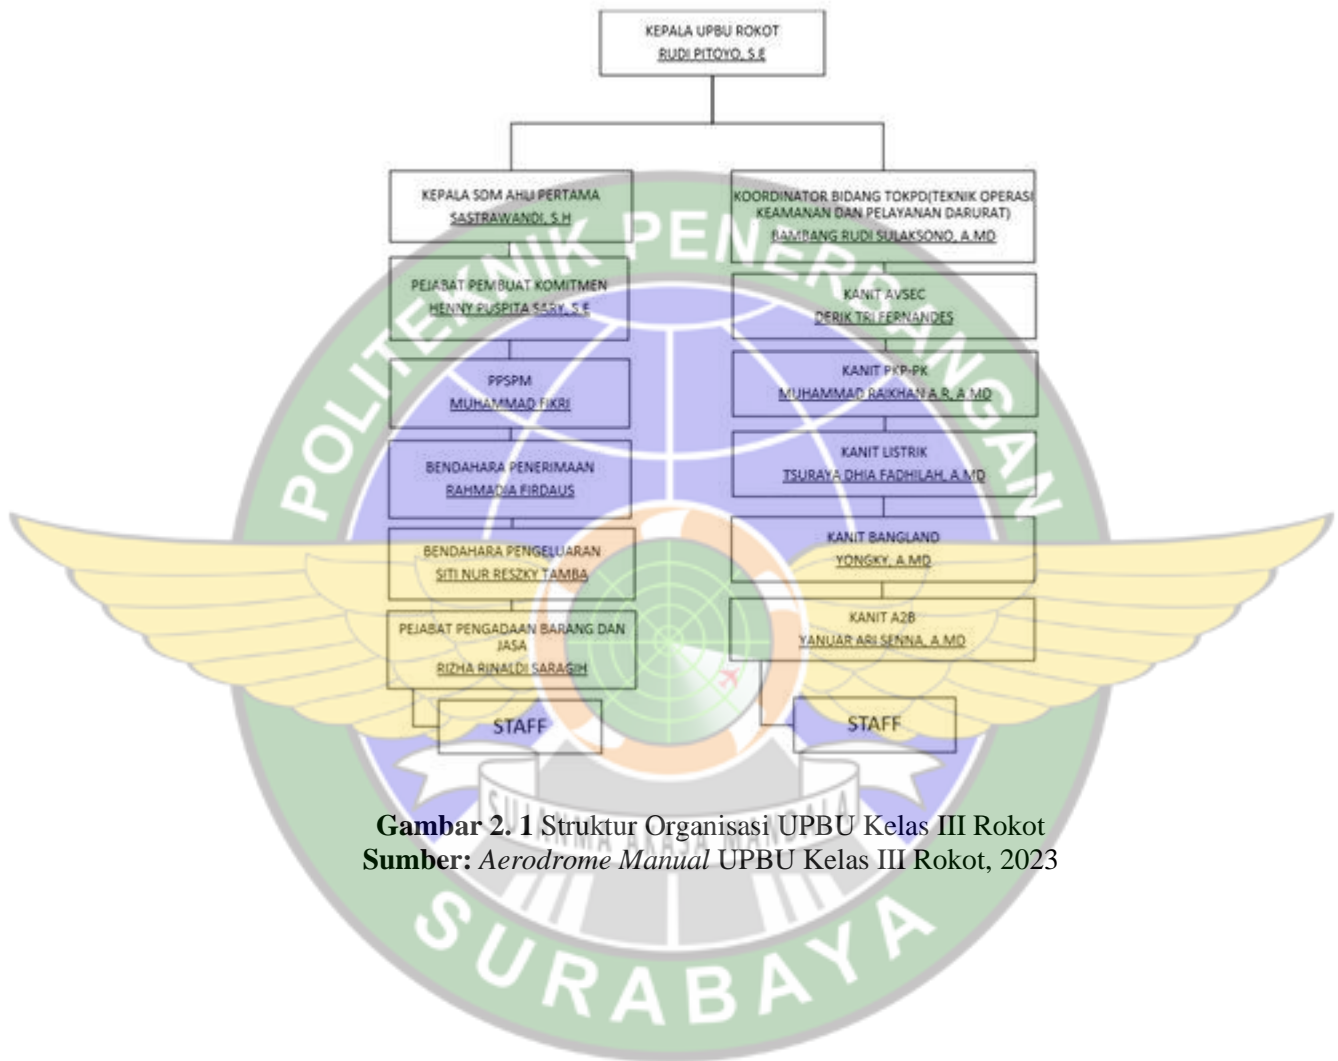 KEPALA UPBU ROKOT
RUDI PITOYO, S.E
KEPALA SDM AHLI PERTAMA
SASTRAWANDI, S.H
PEJABAT PEMBUAT KOMITMEN
HENNY PUSPITA SARY, S.E
PPSPM
MUHAMMAD FIKRI
BENDAHARA PENERIMAAN
RAHMADIA FIRDAUS
BENDAHARA PENGELUARAN
SITI NUR RESZKY TAMBA
PEJABAT PENGADAAN BARANG DAN
JASA
RIZHA RINALDI SARAGIH
STAFF
KOORDINATOR BIDANG TOKPD(TEKNIK OPERASI
KEAMANAN DAN PELAYANAN DARURAT)
BAMBANG RUDI SULAKSONO, A.MD
KANIT AVSEC
DERIK TRI FERNANDES
KANIT PKP-PK
MUHAMMAD RAIKHAN A.R, A.MD
KANIT LISTRIK
TSURAYA DHIA FADHILAH, A.MD
KANIT BANGLAND
YONGKY, A.MD
KANIT A2B
YANUAR ARI SENNA, A.MD
STAFF
Gambar 2. 1 Struktur Organisasi UPBU Kelas III Rokot
Sumber: Aerodrome Manual UPBU Kelas III Rokot, 2023
POLITEKNIK PENERBANGAN
SURABAYA